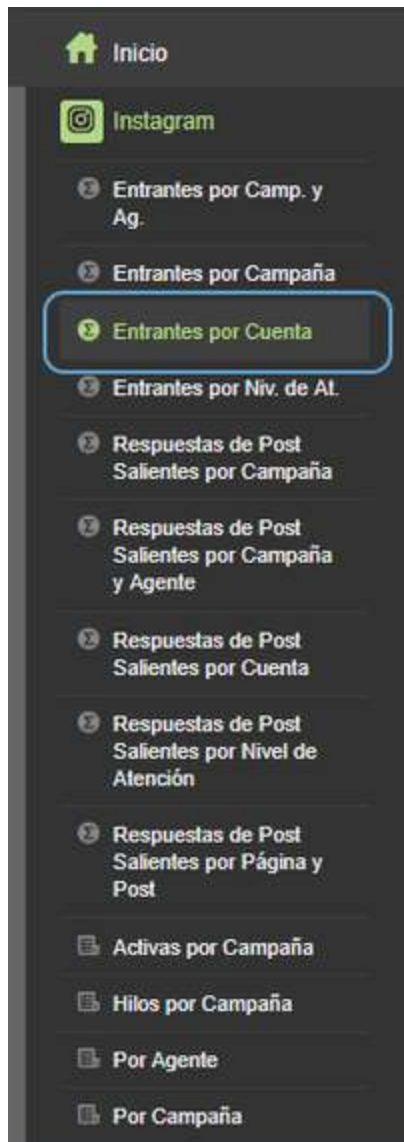 Inicio
Instagram
Entrantes por Camp. y
Ag.
Entrantes por Campaña
Entrantes por Cuenta
Entrantes por Niv. de At.
Respuestas de Post
Salientes por Campaña
Respuestas de Post
Salientes por Campaña
y Agente
Respuestas de Post
Salientes por Cuenta
Respuestas de Post
Salientes por Nivel de
Atención
Respuestas de Post
Salientes por Página y
Post
Activas por Campaña
Hilos por Campaña
Por Agente
Por Campaña